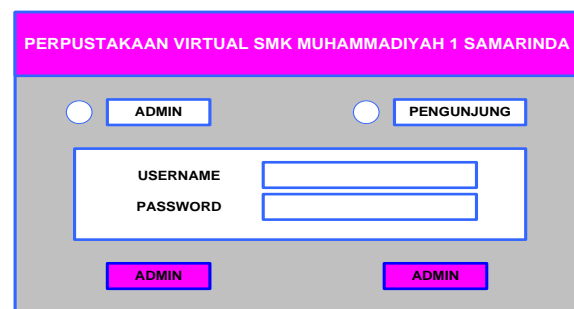 PERPUSTAKAAN VIRTUAL SMK MUHAMMADIYAH 1 SAMARINDA
ADMIN PENGUNJUNG
USERNAME
PASSWORD
ADMIN ADMIN